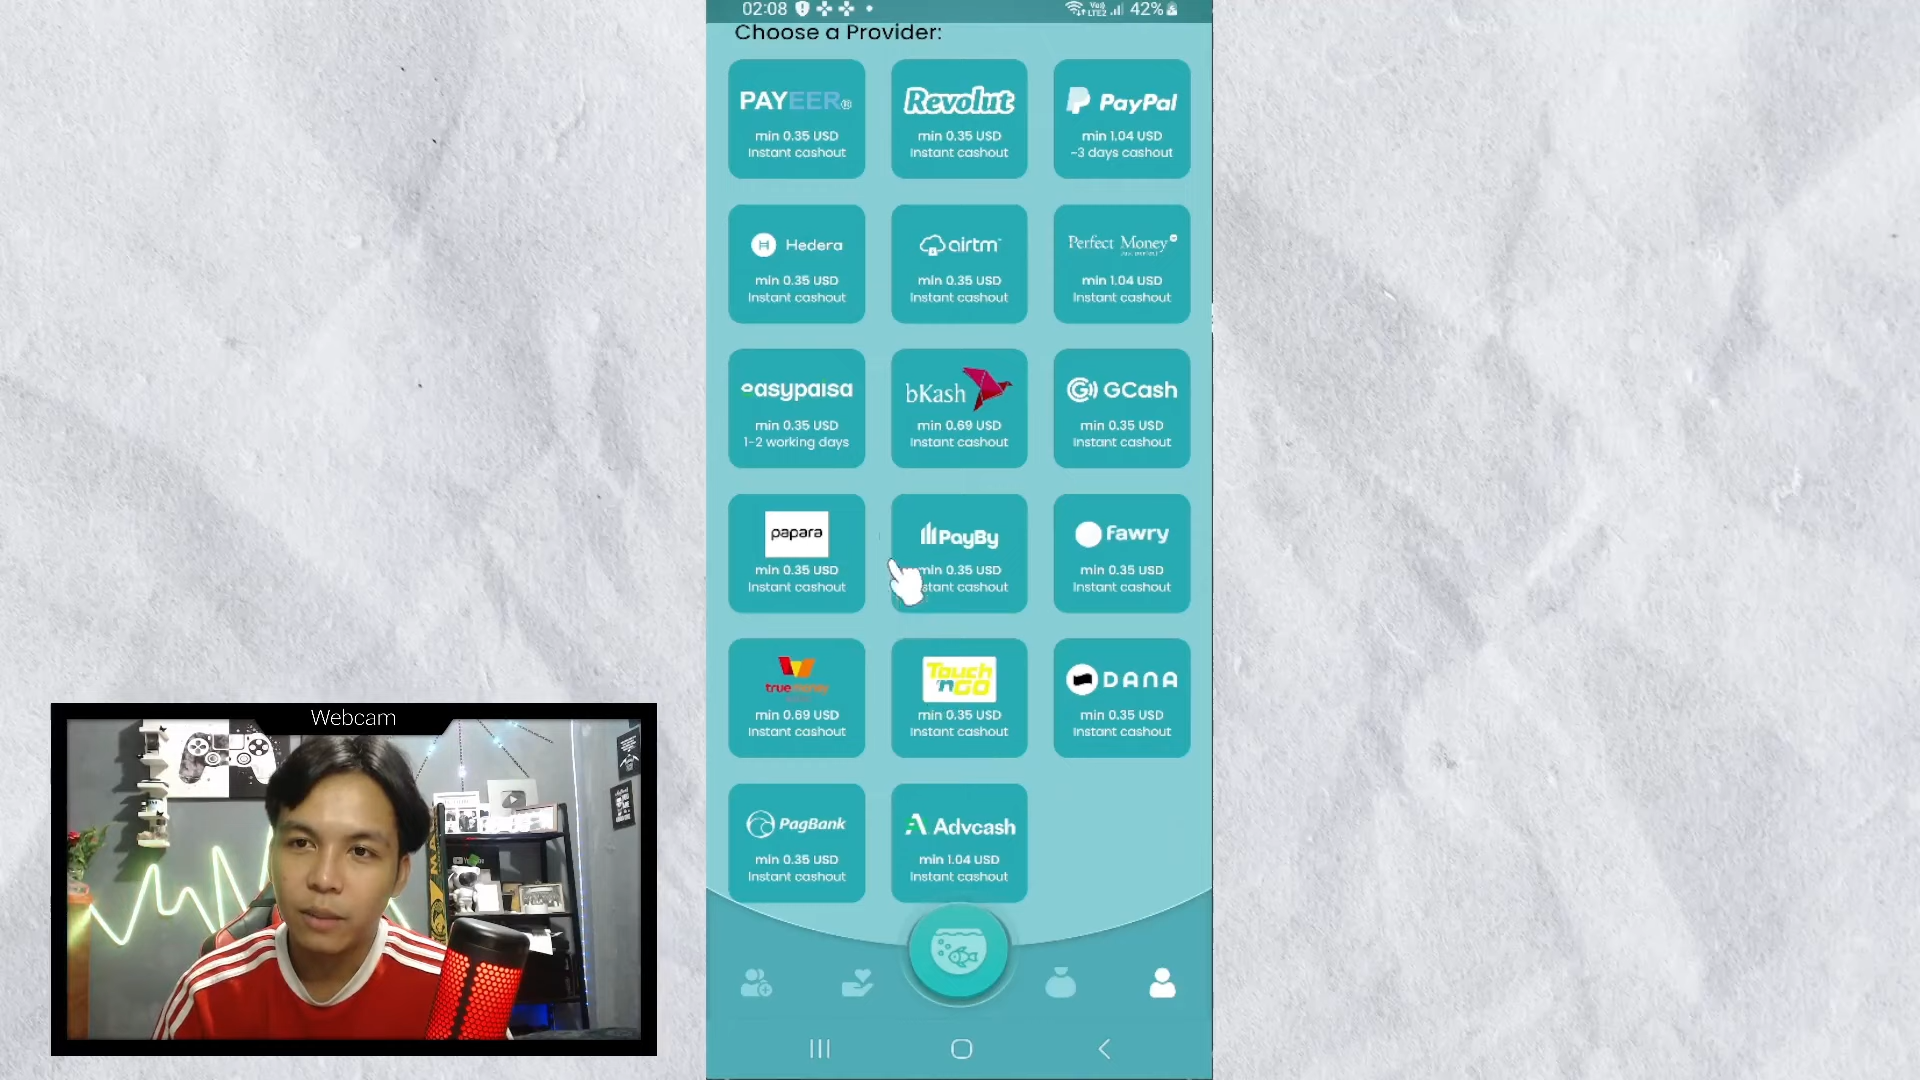 02:08
42%
Choose a Provider:
PAYEER
min 0.35 USD
Instant cashout
Revolut
min 0.35 USD
Instant cashout
PayPal
min 1.04 USD
~3 days cashout
Hedera
min 0.35 USD
Instant cashout
airtm
min 0.35 USD
Instant cashout
Perfect Money
min 1.04 USD
Instant cashout
easypaisa
min 0.35 USD
1-2 working days
bKash
min 0.69 USD
Instant cashout
GCash
min 0.35 USD
Instant cashout
papara
min 0.35 USD
Instant cashout
PayBy
min 0.35 USD
stant cashout
fawry
min 0.35 USD
Instant cashout
truemoney
min 0.69 USD
Instant cashout
Touch
'n GO
min 0.35 USD
Instant cashout
DANA
min 0.35 USD
Instant cashout
PagBank
min 0.35 USD
Instant cashout
Advcash
min 1.04 USD
Instant cashout
Webcam